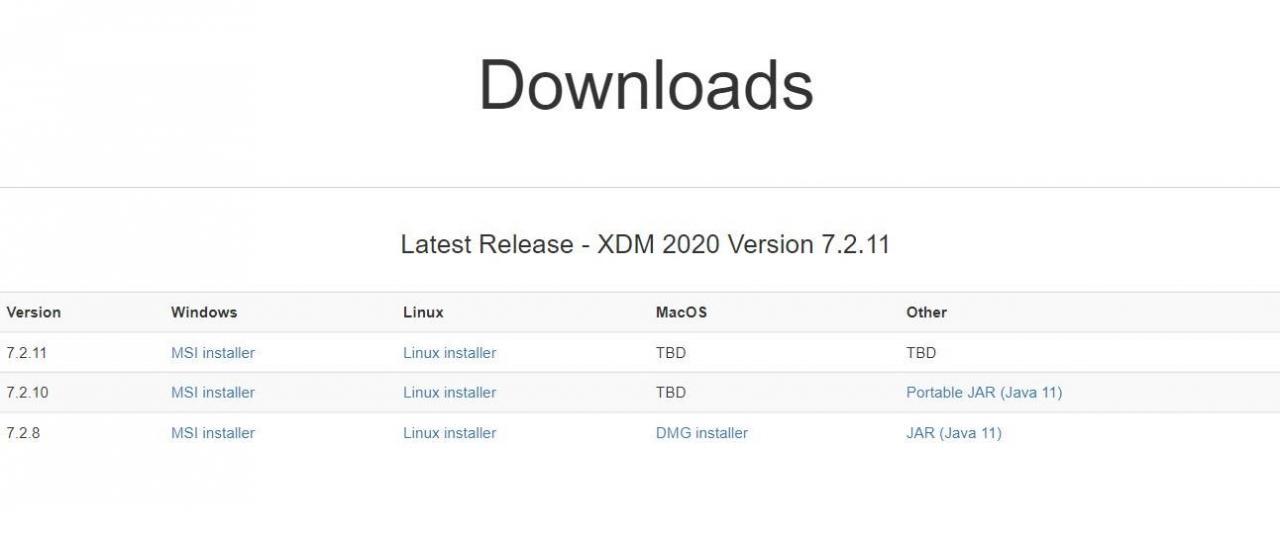 Downloads
Latest Release - XDM 2020 Version 7.2.11
Version Windows Linux MacOS Other
7.2.11 MSI installer Linux installer TBD TBD
7.2.10 MSI installer Linux installer TBD Portable JAR (Java 11)
7.2.8 MSI installer Linux installer DMG installer JAR (Java 11)